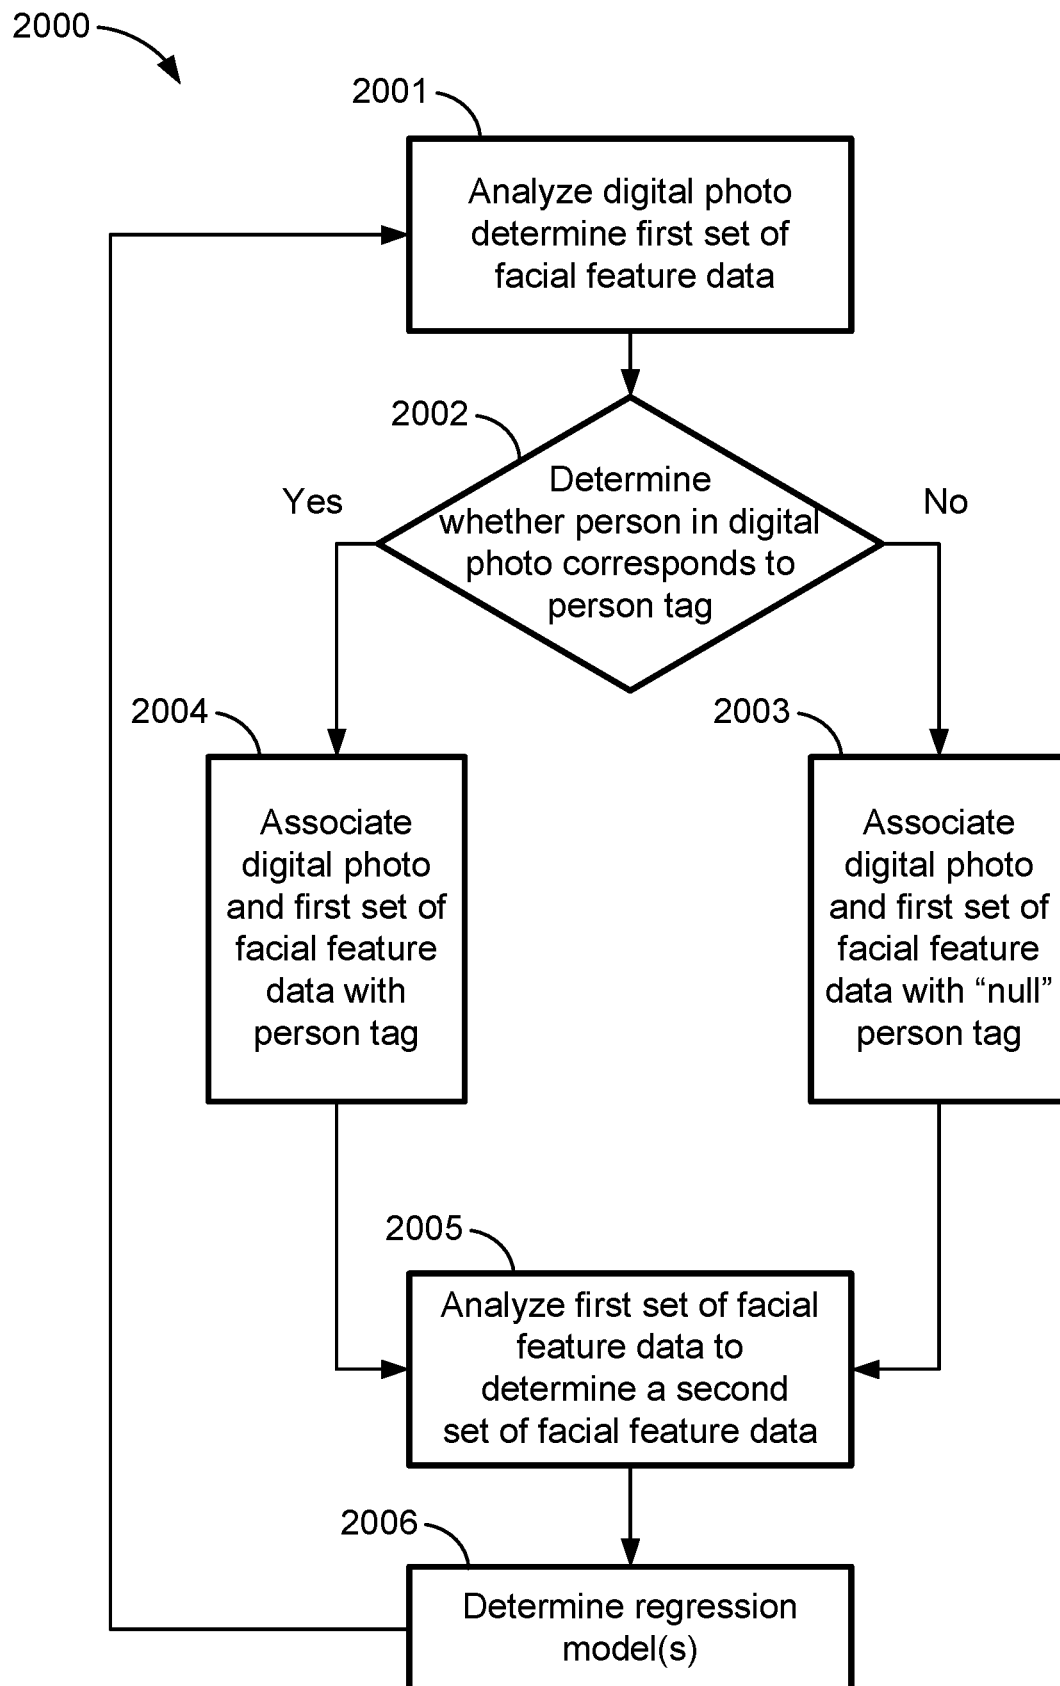 2000
2001
Analyze digital photo
determine first set of
facial feature data
2002
Determine
whether person in digital
photo corresponds to
person tag
Yes
No
2004
Associate
digital photo
and first set of
facial feature
data with
person tag
2003
Associate
digital photo
and first set of
facial feature
data with “null”
person tag
2005
Analyze first set of facial
feature data to
determine a second
set of facial feature data
2006
Determine regression
model(s)